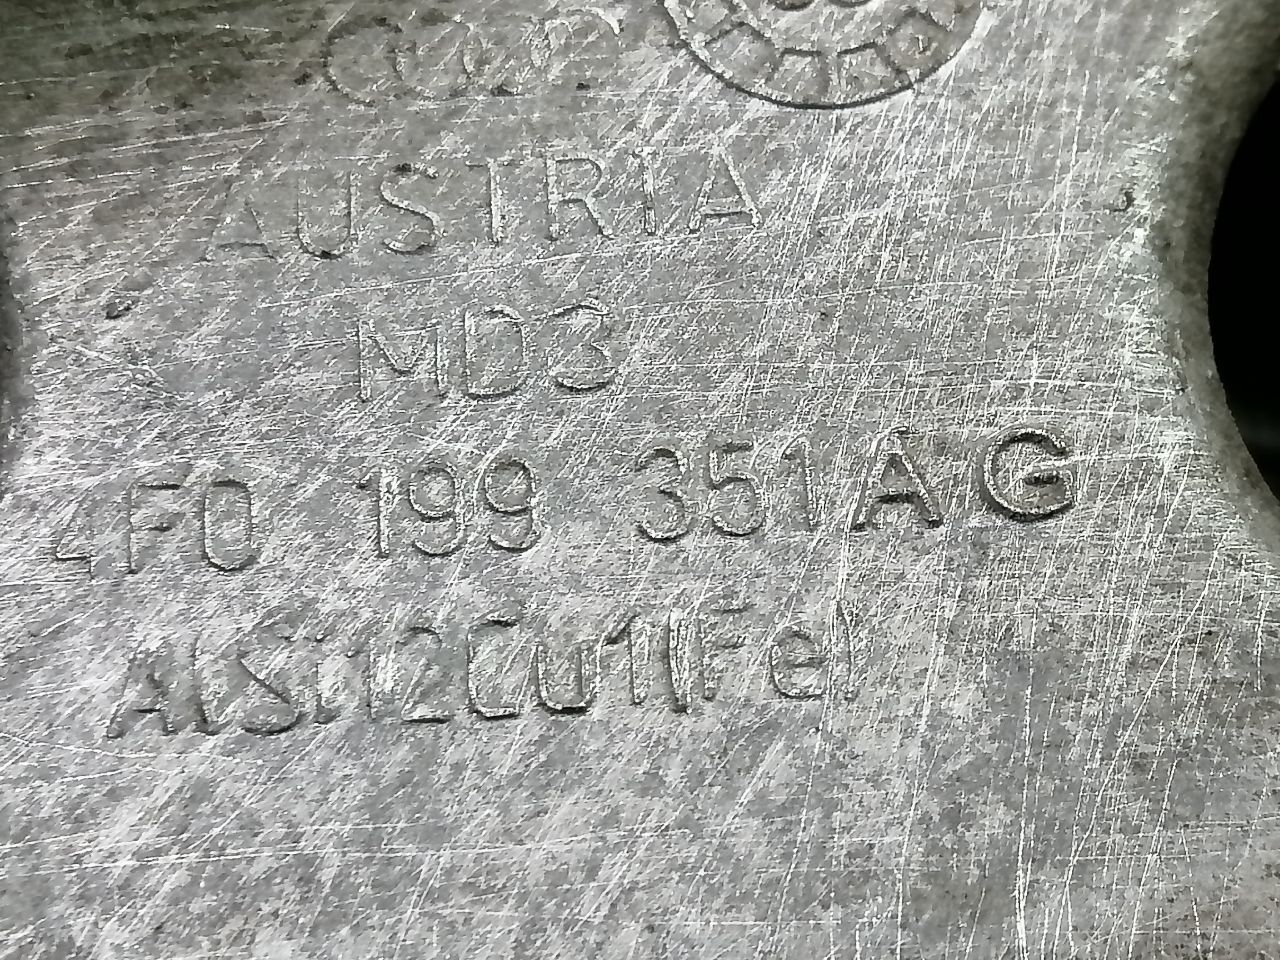 AUSTRIA
MD3
4F0 199 351AG
AlSi12Cu1(Fe)